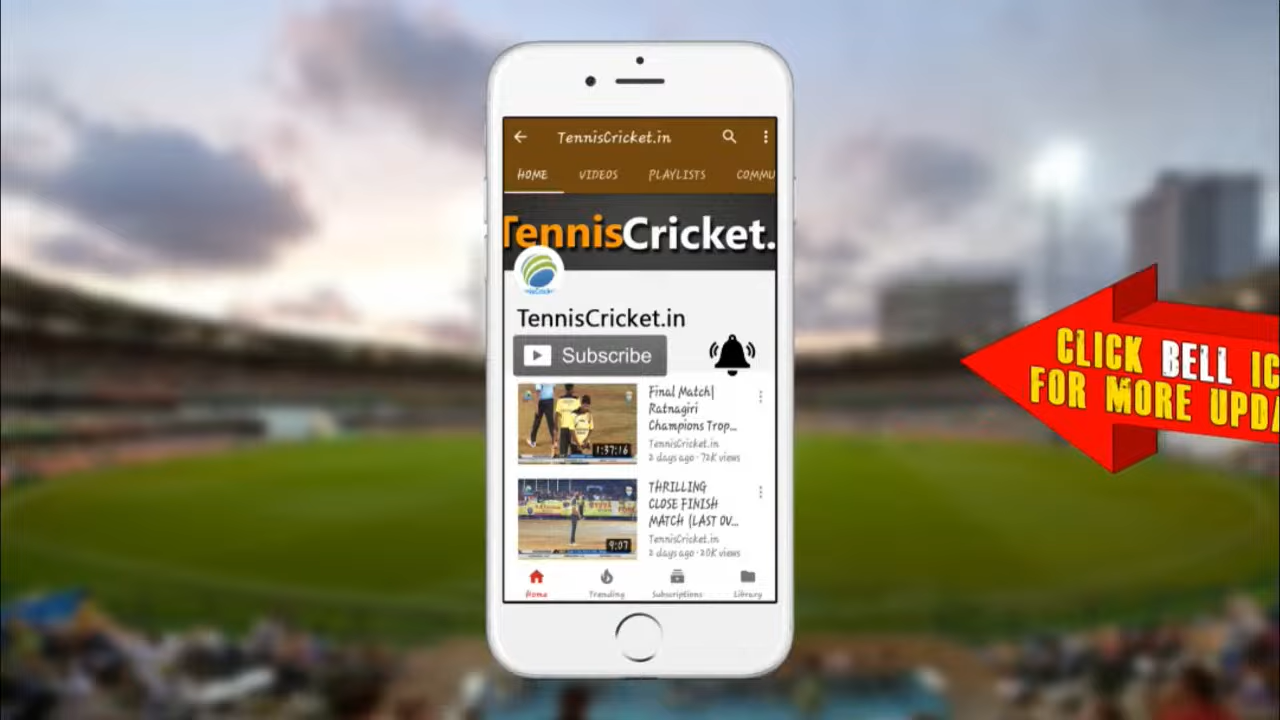 TennisCricket.in
HOME VIDEOS PLAYLISTS COMMU
TennisCricket.
TennisCricket.in
Subscribe
Final Match|
Ratnagiri
Champions Trop...
TennisCricket.in
2 days ago · 72K views
1:37:16
THRILLING
CLOSE FINISH
MATCH (LAST OV...
TennisCricket.in
2 days ago · 20K views
9:07
Home Trending Subscriptions Library
CLICK BELL IC
FOR MORE UPDA